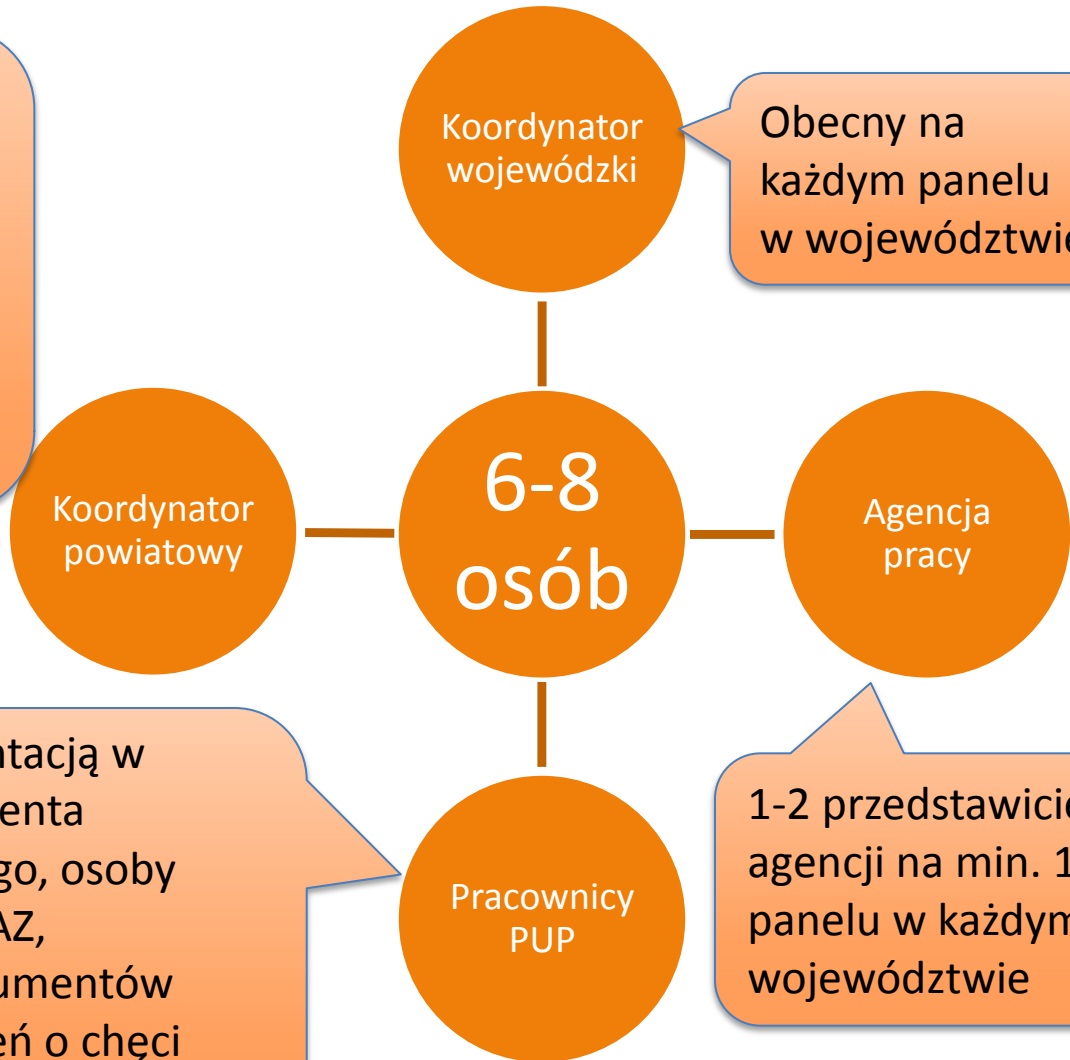 Koordynator
wojewódzki
Obecny na
każdym panelu
w województwie
Koordynator
powiatowy
6-8
osób
Agencja
pracy
ntacją w
enta
go, osoby
AZ,
umentów
eń o chęci
Pracownicy
PUP
1-2 przedstawicie
agencji na min. 1
panelu w każdym
województwie